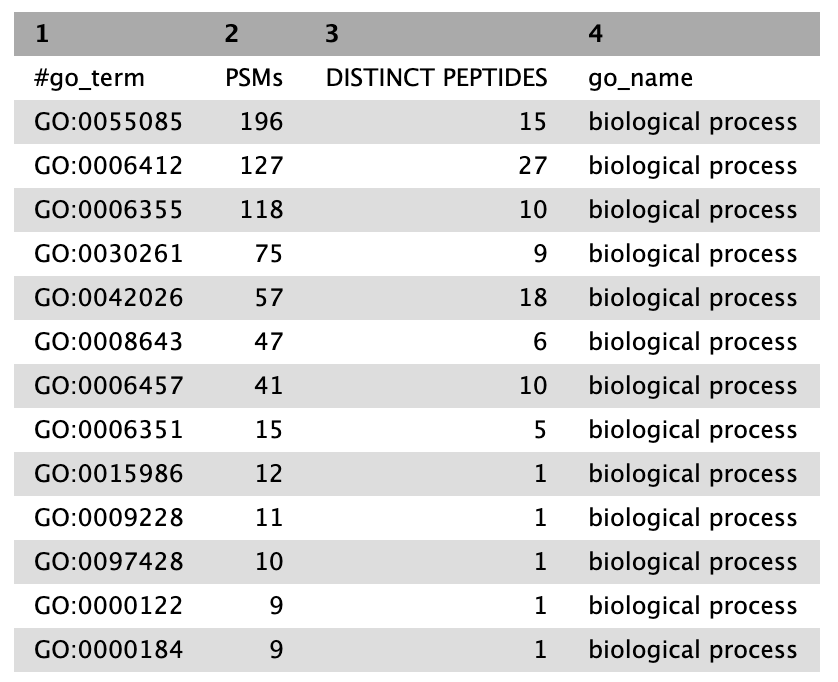 1 2 3 4
#go_term PSMs DISTINCT PEPTIDES go_name
GO:0055085 196 15 biological process
GO:0006412 127 27 biological process
GO:0006355 118 10 biological process
GO:0030261 75 9 biological process
GO:0042026 57 18 biological process
GO:0008643 47 6 biological process
GO:0006457 41 10 biological process
GO:0006351 15 5 biological process
GO:0015986 12 1 biological process
GO:0009228 11 1 biological process
GO:0097428 10 1 biological process
GO:0000122 9 1 biological process
GO:0000184 9 1 biological process